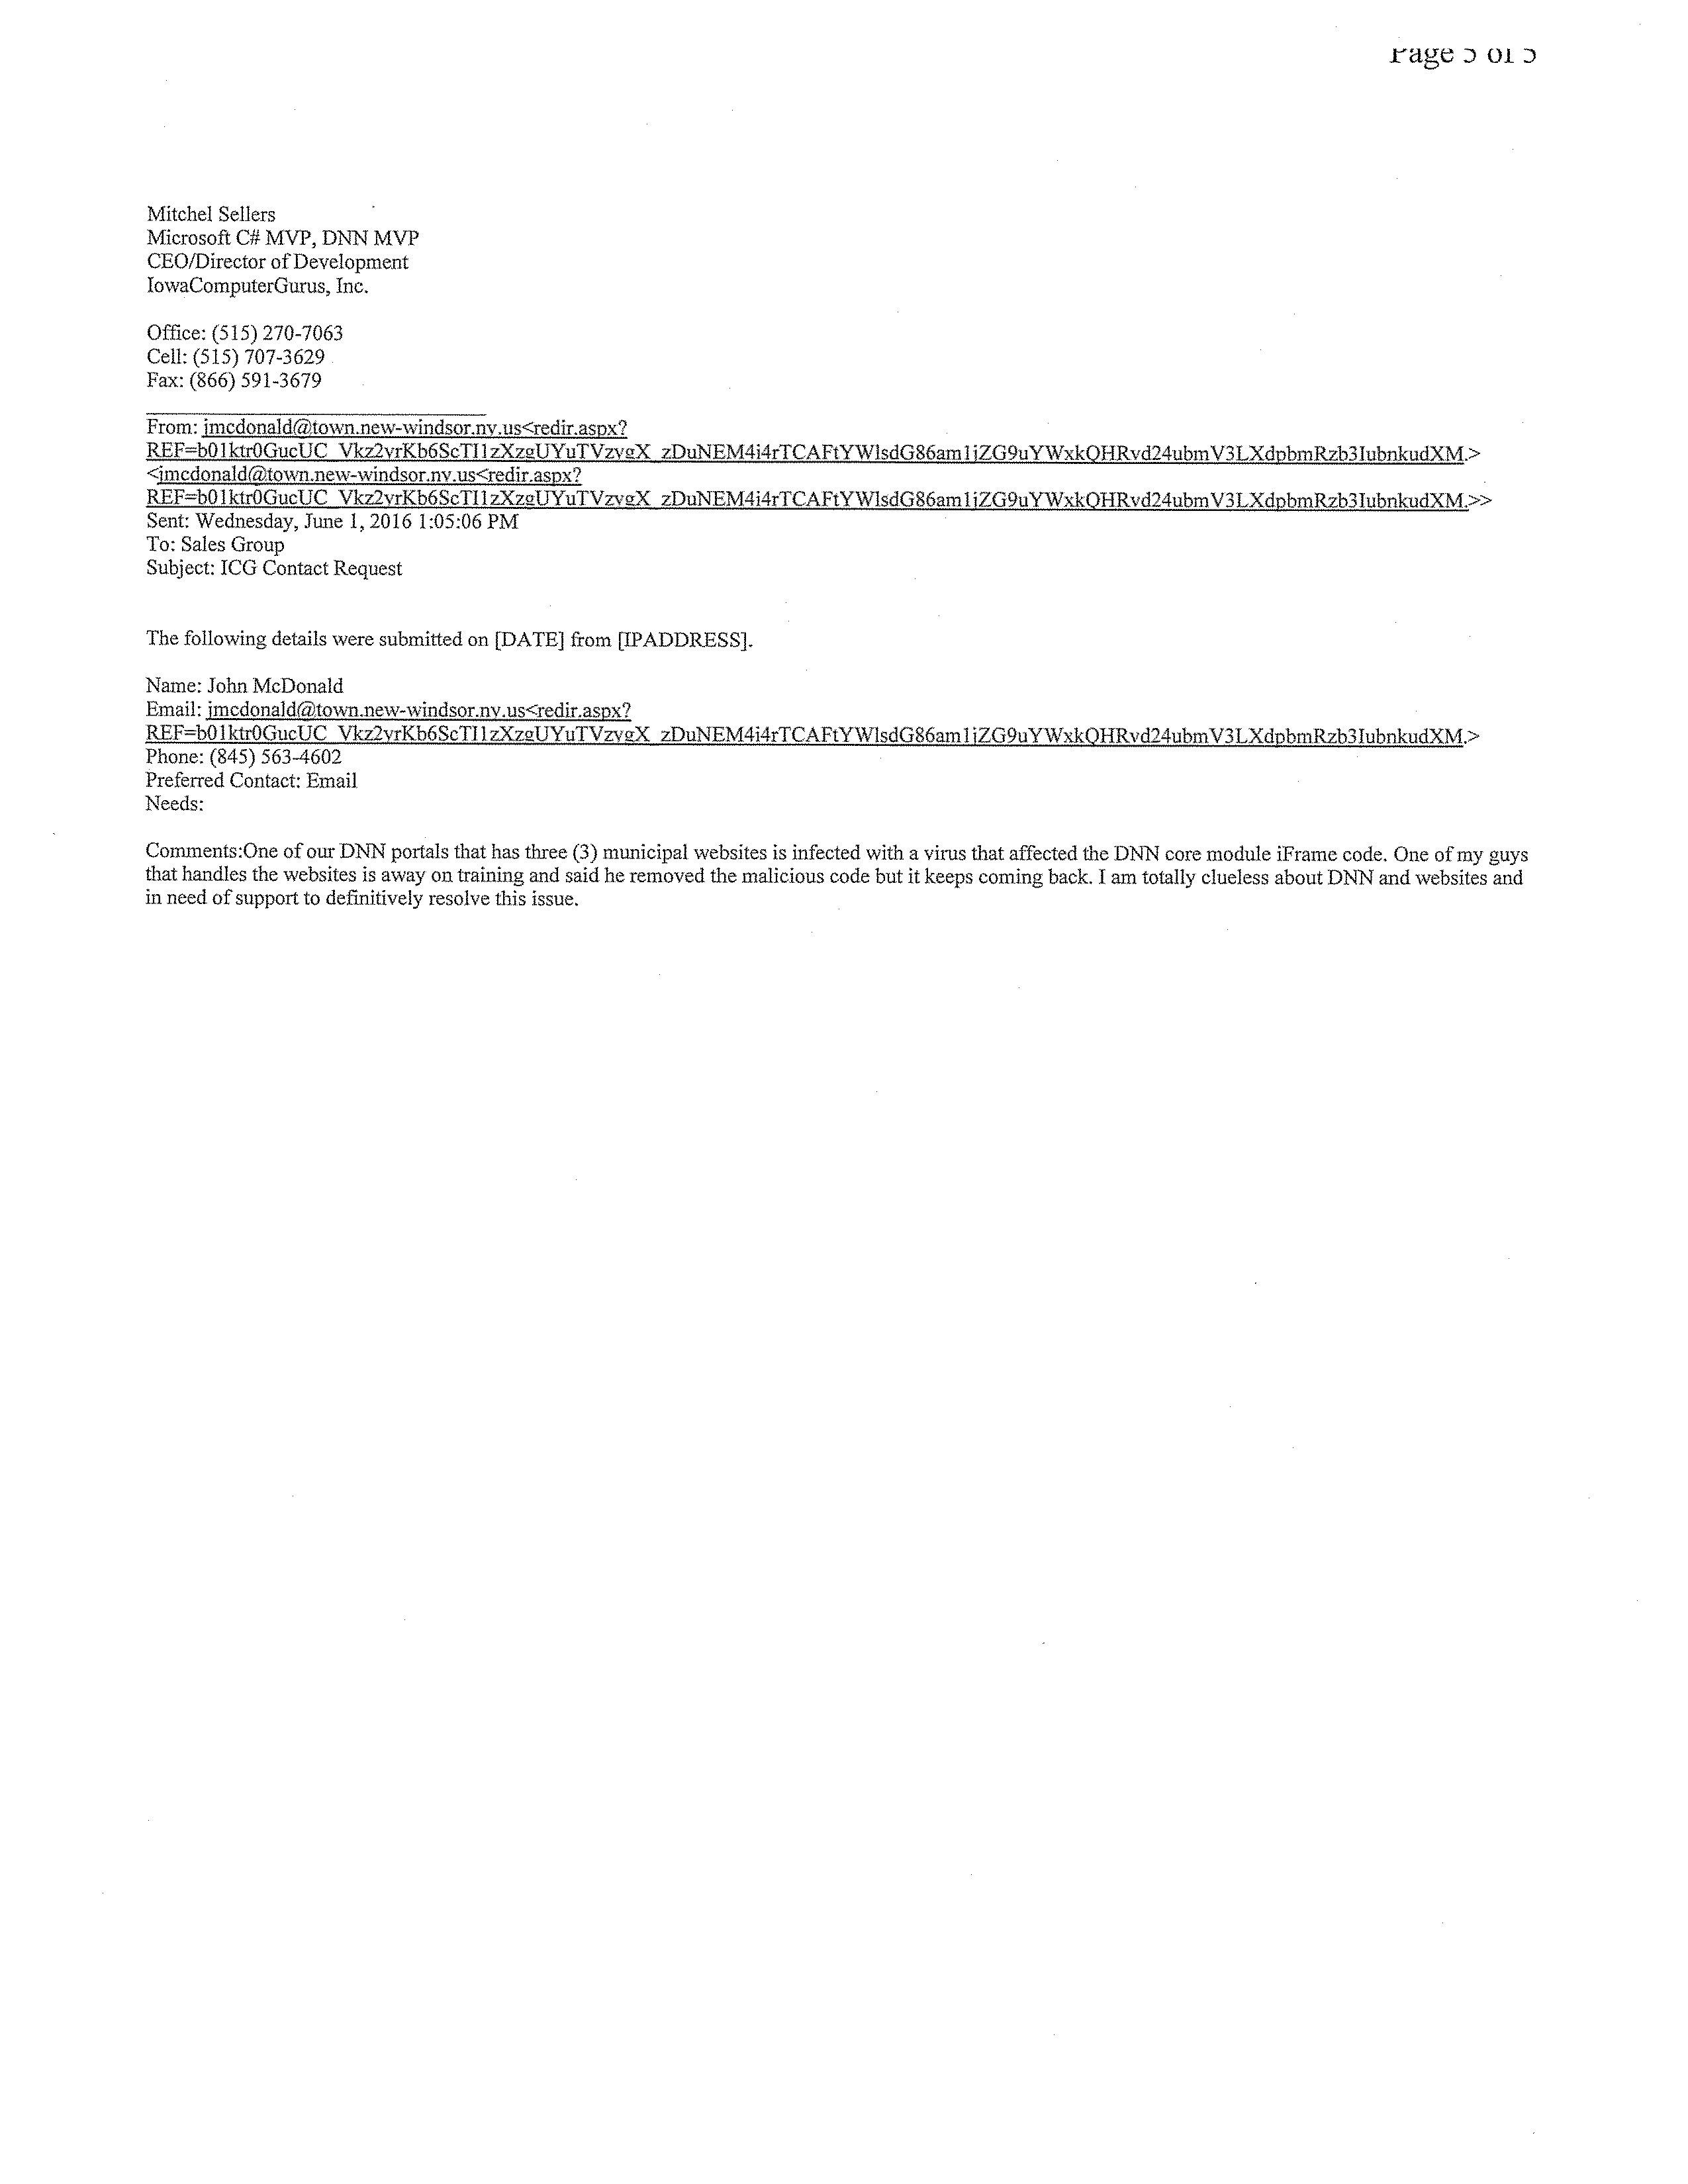 Page 5 of 5
Mitchel Sellers
Microsoft C# MVP, DNN MVP
CEO/Director of Development
IowaComputerGurus, Inc.
Office: (515) 270-7063
Cell: (515) 707-3629
Fax: (866) 591-3679
From: jmcdonald@town.new-windsor.ny.us<redir.aspx?
REF=b01ktr0GucUC_Vkz2yrKb6ScTI1zXzgUYuTVzvgX_zDuNEM4i4rTCAFtYWlsdG86am1jZG9uYWxkQHRvd24ubmV3LXdpbmRzb3IubnkudXM.>
<jmcdonald@town.new-windsor.ny.us<redir.aspx?
REF=b01ktr0GucUC_Vkz2yrKb6ScTI1zXzgUYuTVzvgX_zDuNEM4i4rTCAFtYWlsdG86am1jZG9uYWxkQHRvd24ubmV3LXdpbmRzb3IubnkudXM.>>
Sent: Wednesday, June 1, 2016 1:05:06 PM
To: Sales Group
Subject: ICG Contact Request
The following details were submitted on [DATE] from [IPADDRESS].
Name: John McDonald
Email: jmcdonald@town.new-windsor.ny.us<redir.aspx?
REF=b01ktr0GucUC_Vkz2yrKb6ScTI1zXzgUYuTVzvgX_zDuNEM4i4rTCAFtYWlsdG86am1jZG9uYWxkQHRvd24ubmV3LXdpbmRzb3IubnkudXM.>
Phone: (845) 563-4602
Preferred Contact: Email
Needs:
Comments:One of our DNN portals that has three (3) municipal websites is infected with a virus that affected the DNN core module iFrame code. One of my guys
that handles the websites is away on training and said he removed the malicious code but it keeps coming back. I am totally clueless about DNN and websites and
in need of support to definitively resolve this issue.